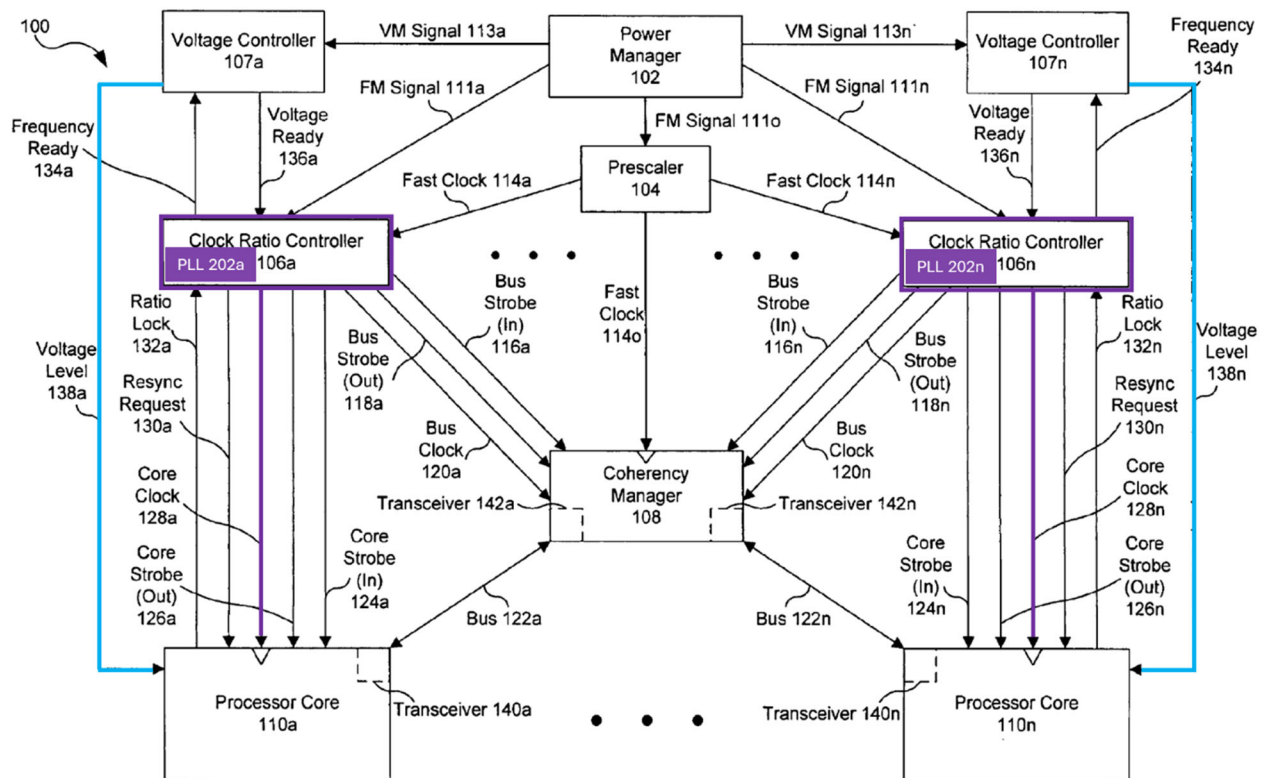 100
Voltage Controller
107a
VM Signal 113a
Power
Manager
102
VM Signal 113n
Voltage Controller
107n
Frequency
Ready
134n
FM Signal 111a
FM Signal 111n
Frequency
Ready
134a
Voltage
Ready
136a
FM Signal 111o
Voltage
Ready
136n
Prescaler
104
Fast Clock 114a
Fast Clock 114n
Clock Ratio Controller
106a
PLL 202a
Clock Ratio Controller
106n
PLL 202n
Ratio
Lock
132a
Bus
Strobe
(In)
116a
Fast
Clock
114o
Bus
Strobe
(In)
116n
Ratio
Lock
132n
Voltage
Level
138a
Bus
Strobe
(Out)
118a
Bus
Strobe
(Out)
118n
Voltage
Level
138n
Resync
Request
130a
Resync
Request
130n
Bus
Clock
120a
Bus
Clock
120n
Core
Clock
128a
Coherency
Manager
108
Transceiver 142a
Transceiver 142n
Core
Clock
128n
Core
Strobe
(Out)
126a
Core
Strobe
(In)
124a
Core
Strobe
(In)
124n
Core
Strobe
(Out)
126n
Bus 122a
Bus 122n
Processor Core
110a
Transceiver 140a
Transceiver 140n
Processor Core
110n